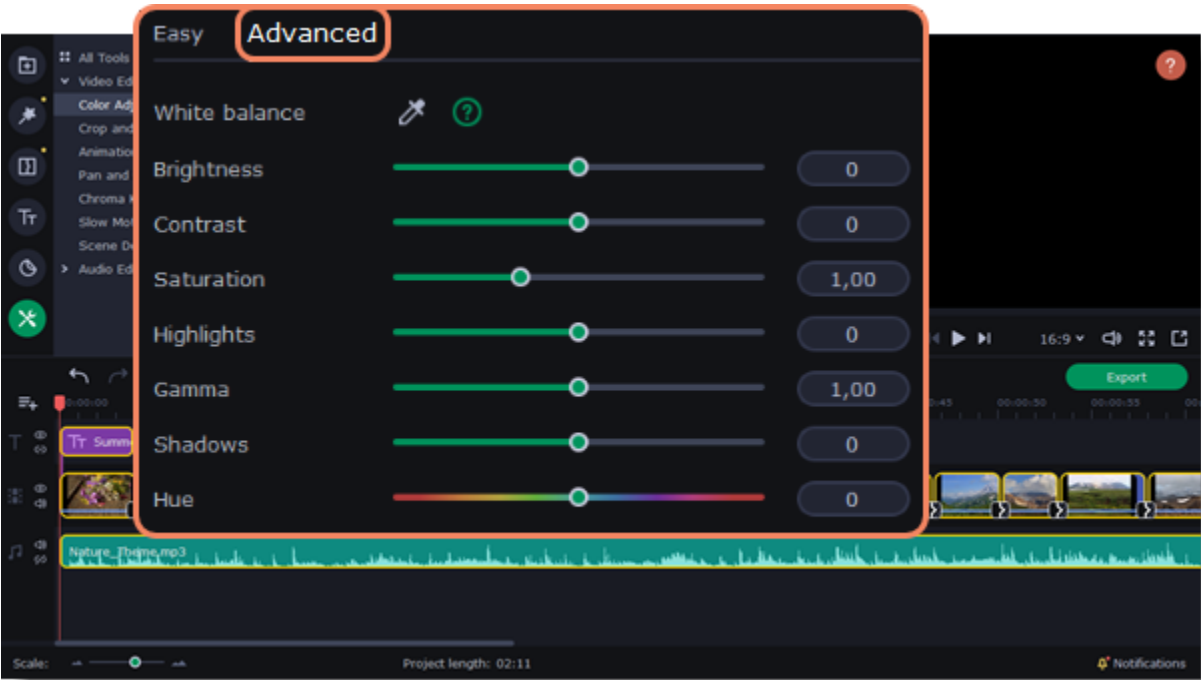 Easy Advanced
White balance
Brightness 0
Contrast 0
Saturation 1,00
Highlights 0
Gamma 1,00
Shadows 0
Hue 0
All Tools
Video Ed
Color Adj
Crop and
Animatio
Pan and
Chroma
Slow Mo
Scene De
Audio Ed
16:9
Export
0:00:00
00:00:50
00:00:55
Summ
Nature_Theme.mp3
Scale:
Project length: 02:11
Notifications